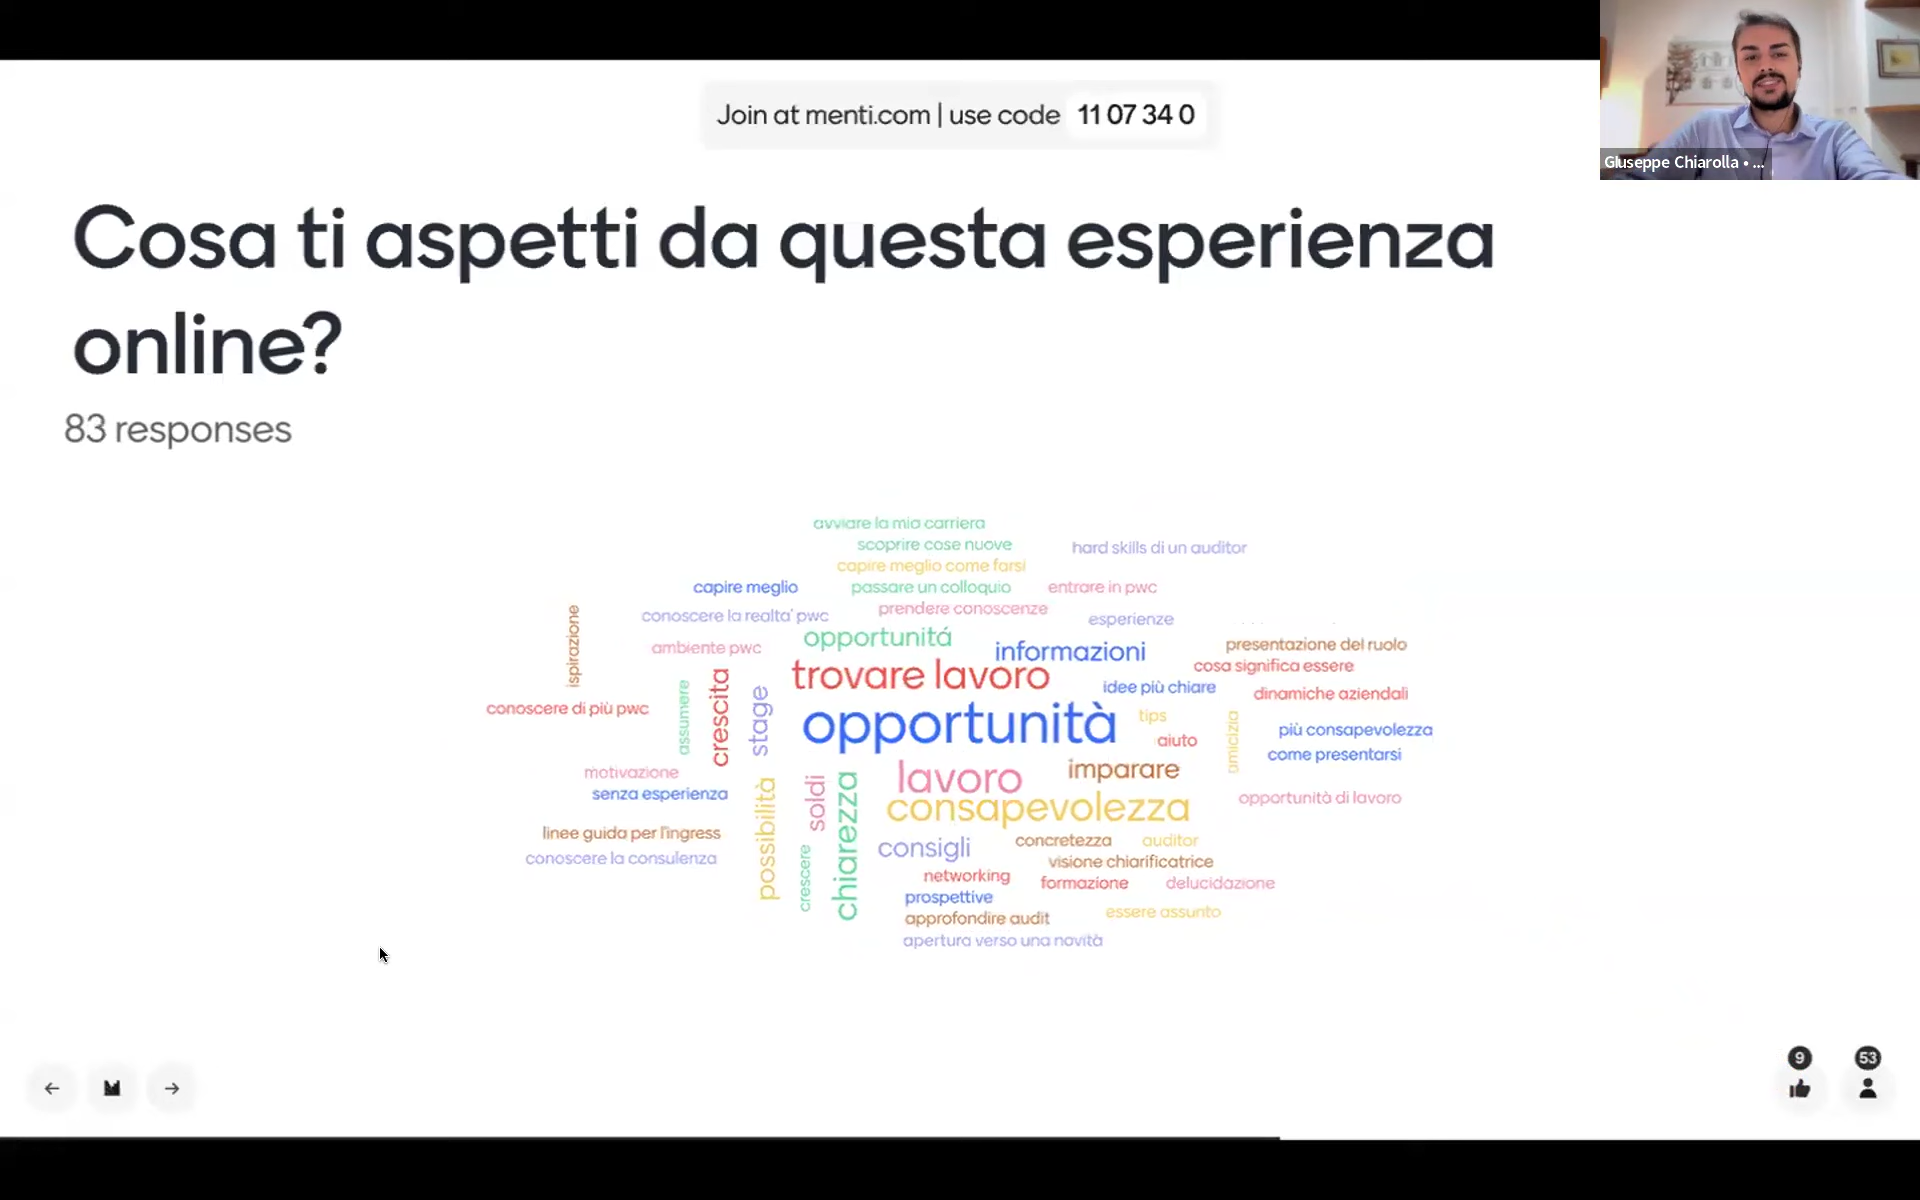 Join at menti.com | use code 11 07 34 0
Giuseppe Chiarolla • ...
Cosa ti aspetti da questa esperienza
online?
83 responses
avviare la mia carriera
scoprire cose nuove
hard skills di un auditor
capire meglio come farsi
capire meglio
passare un colloquio
entrare in pwc
ispirazione
conoscere la realta' pwc
prendere conoscenze
esperienze
opportunitá
ambiente pwc
informazioni
presentazione del ruolo
cosa significa essere
trovare lavoro
idee più chiare
dinamiche aziendali
conoscere di più pwc
assumere
crescita
stage
opportunità
tips
aiuto
amicizia
più consapevolezza
come presentarsi
motivazione
senza esperienza
lavoro
imparare
consapevolezza
opportunità di lavoro
possibilità
soldi
chiarezza
crescere
linee guida per l'ingress
conoscere la consulenza
consigli
concretezza
auditor
visione chiarificatrice
networking
formazione
delucidazione
prospettive
approfondire audit
essere assunto
apertura verso una novità
9
53